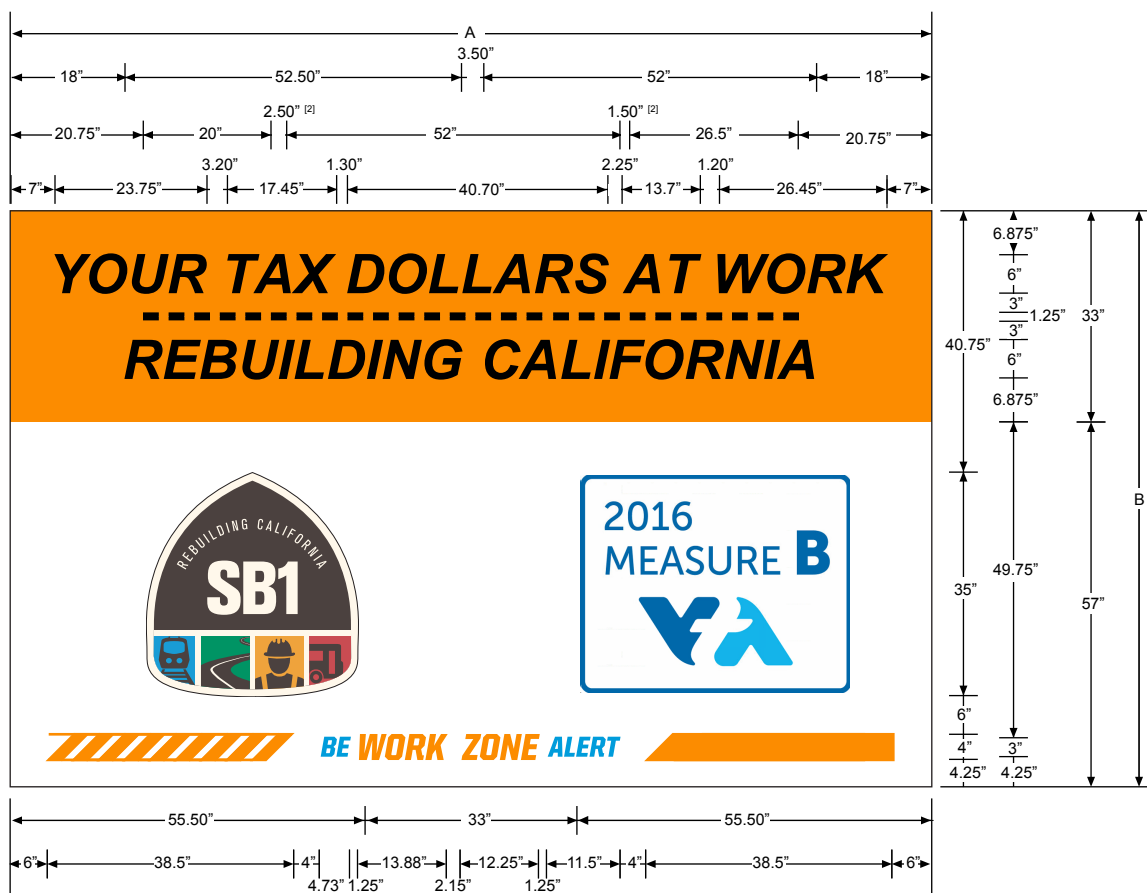 A
3.50”
18” 52.50” 52” 18”
2.50” [2] 1.50” [2]
20.75” 20” 52” 26.5” 20.75”
3.20” 1.30” 2.25” 1.20”
7” 23.75” 17.45” 40.70” 13.7” 26.45” 7”
YOUR TAX DOLLARS AT WORK
REBUILDING CALIFORNIA
REBUILDING CALIFORNIA
SB1
2016
MEASURE B
VTA
BE WORK ZONE ALERT
6.875”
6”
3”
1.25”
33”
3”
40.75”
6”
6.875”
B
49.75”
35”
57”
6”
4” 3”
4.25” 4.25”
55.50” 33” 55.50”
6” 38.5” 4” 13.88” 12.25” 11.5” 4” 38.5” 6”
4.73” 1.25” 2.15” 1.25”